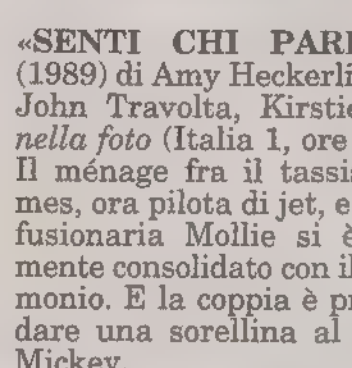 «SENTI CHI PARL
(1989) di Amy Heckerli
John Travolta, Kirstie
nella foto (Italia 1, ore
Il ménage fra il tassis
mes, ora pilota di jet, e
fusionaria Mollie si è
mente consolidato con il
monio. E la coppia è pr
dare una sorellina al
Mickey.